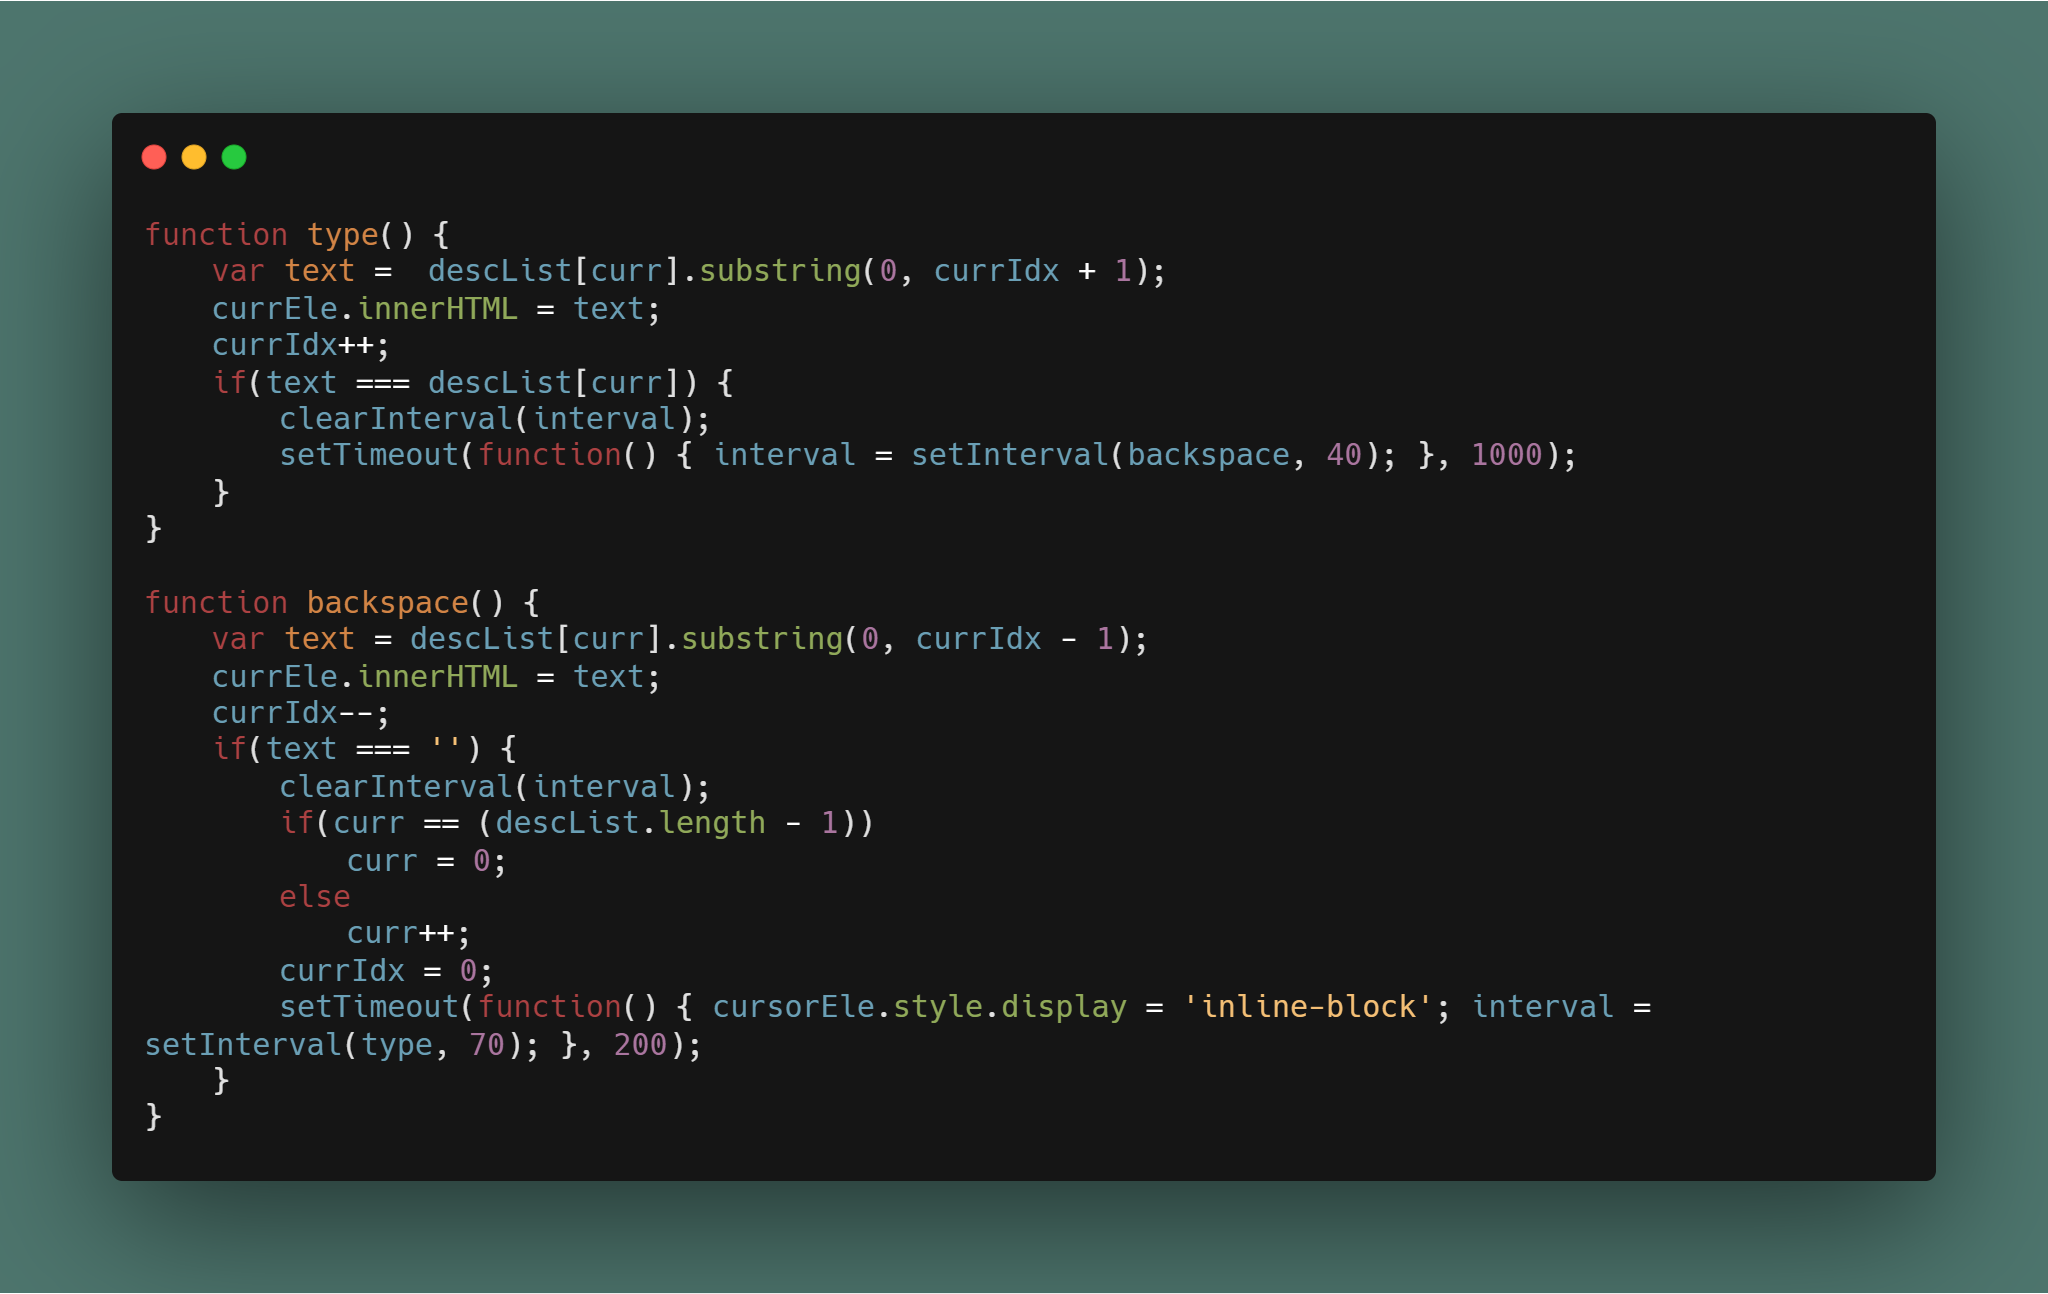 function type() {
    var text =  descList[curr].substring(0, currIdx + 1);
    currEle.innerHTML = text;
    currIdx++;
    if(text === descList[curr]) {
        clearInterval(interval);
        setTimeout(function() { interval = setInterval(backspace, 40); }, 1000);
    }
}

function backspace() {
    var text = descList[curr].substring(0, currIdx - 1);
    currEle.innerHTML = text;
    currIdx--;
    if(text === '') {
        clearInterval(interval);
        if(curr == (descList.length - 1))
            curr = 0;
        else
            curr++;
        currIdx = 0;
        setTimeout(function() { cursorEle.style.display = 'inline-block'; interval =
setInterval(type, 70); }, 200);
    }
}